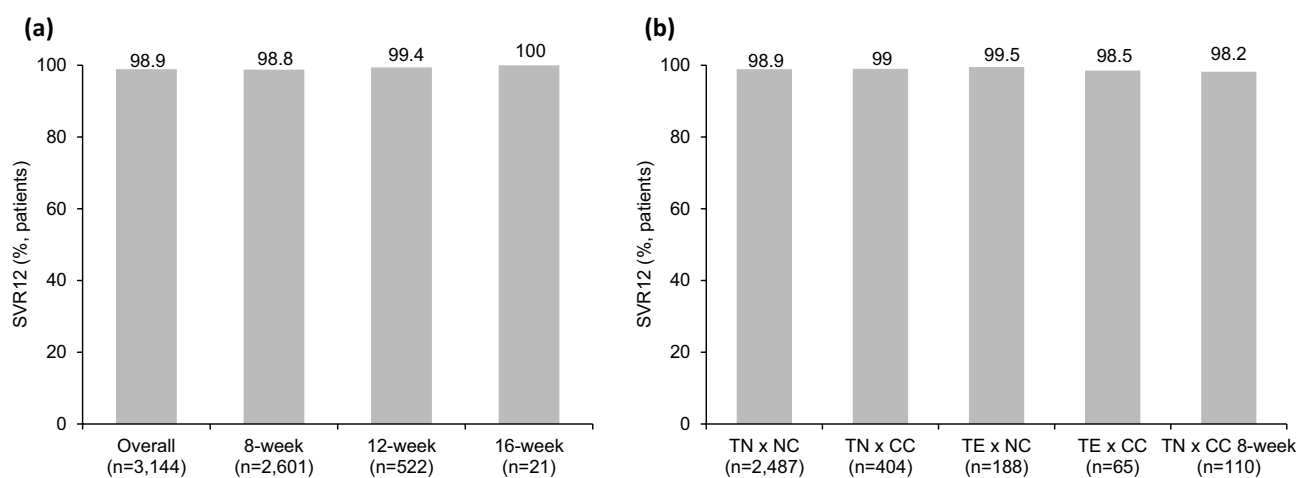 (a)
SVR12 (%, patients)
100
80
60
40
20
0
98.9
98.8
99.4
100
Overall
(n=3,144)
8-week
(n=2,601)
12-week
(n=522)
16-week
(n=21)
(b)
SVR12 (%, patients)
100
80
60
40
20
0
98.9
99
99.5
98.5
98.2
TN x NC
(n=2,487)
TN x CC
(n=404)
TE x NC
(n=188)
TE x CC
(n=65)
TN x CC 8-week
(n=110)